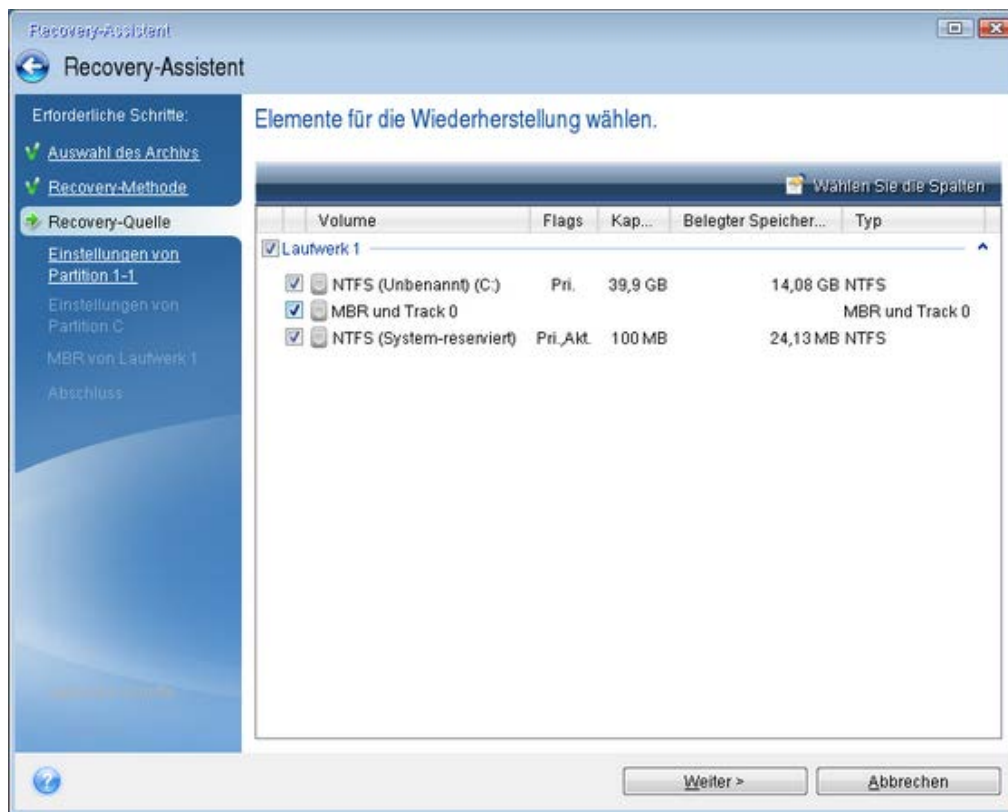 Recovery-Assistent
Recovery-Assistent
Erforderliche Schritte:
Auswahl des Archivs
Recovery-Methode
Recovery-Quelle
Einstellungen von
Partition 1-1
Einstellungen von
Partition C
MBR von Laufwerk 1
Abschluss
Elemente für die Wiederherstellung wählen.
Wählen Sie die Spalten
Volume Flags Kap... Belegter Speicher... Typ
Laufwerk 1
NTFS (Unbenannt) (C:) Pri. 39,9 GB 14,08 GB NTFS
MBR und Track 0 MBR und Track 0
NTFS (System-reserviert) Pri.,Akt. 100 MB 24,13 MB NTFS
Weiter > Abbrechen